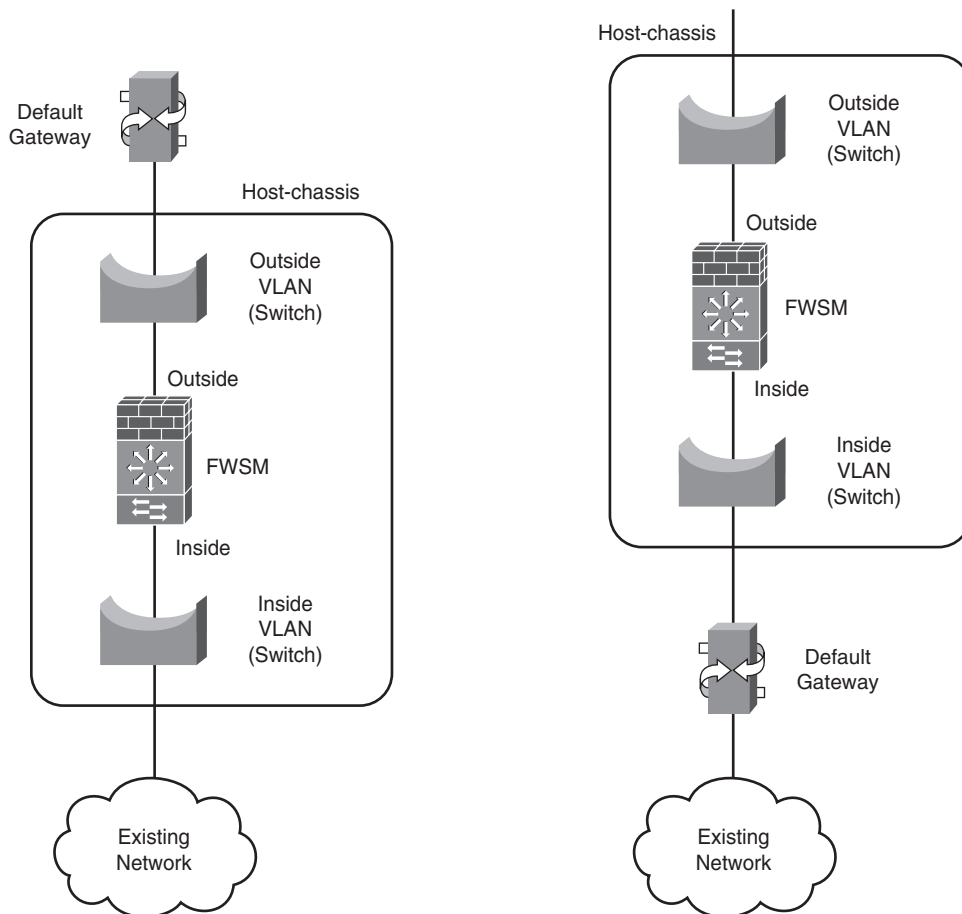 Default
Gateway
Host-chassis
Outside
VLAN
(Switch)
Outside
FWSM
Inside
Inside
VLAN
(Switch)
Existing
Network
Host-chassis
Outside
VLAN
(Switch)
Outside
FWSM
Inside
Inside
VLAN
(Switch)
Default
Gateway
Existing
Network